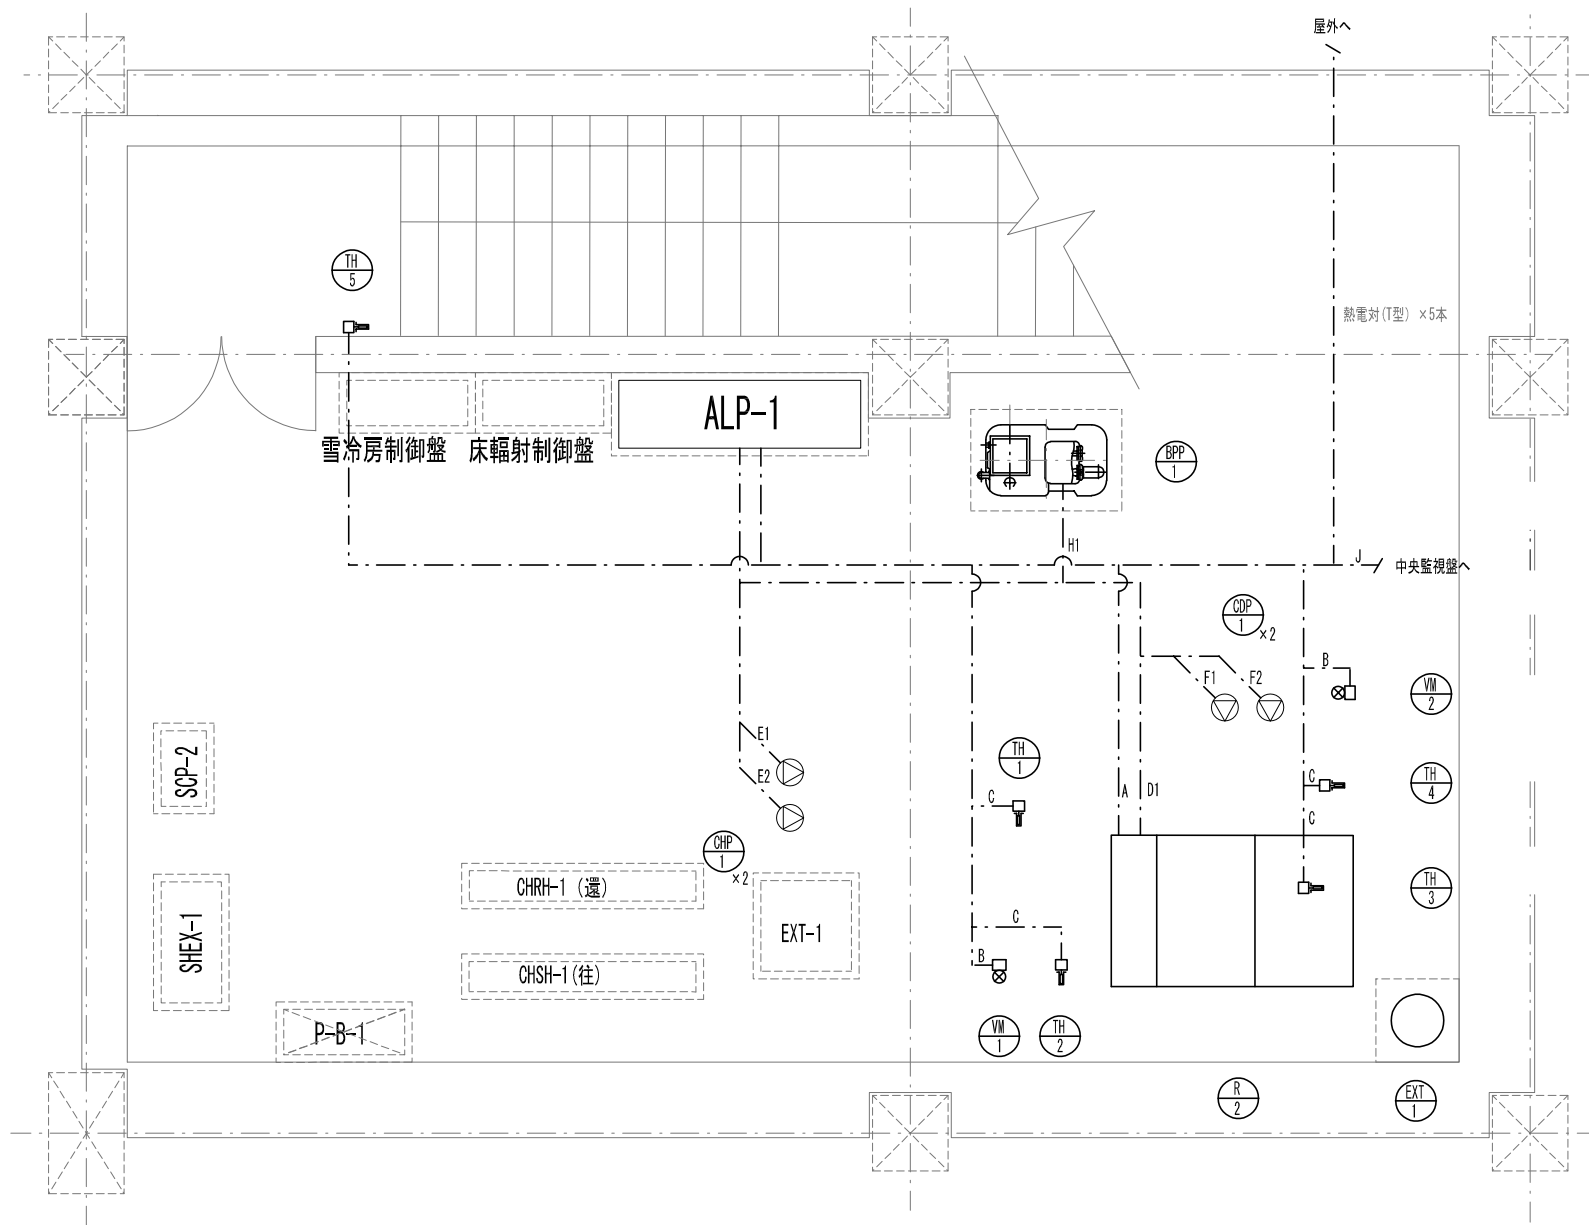 屋外へ
TH
5
熱電対(T型) ×5本
ALP-1
雪冷房制御盤
床輻射制御盤
BPP
1
H1
J
中央監視盤へ
CDP
1
×2
B
F1
F2
VM
2
E1
E2
TH
1
SCP-2
C
A
D1
C
TH
4
C
CHP
1
×2
CHRH-1 (還)
TH
3
SHEX-1
EXT-1
C
B
CHSH-1(往)
P-B-1
VM
1
TH
2
R
2
EXT
1